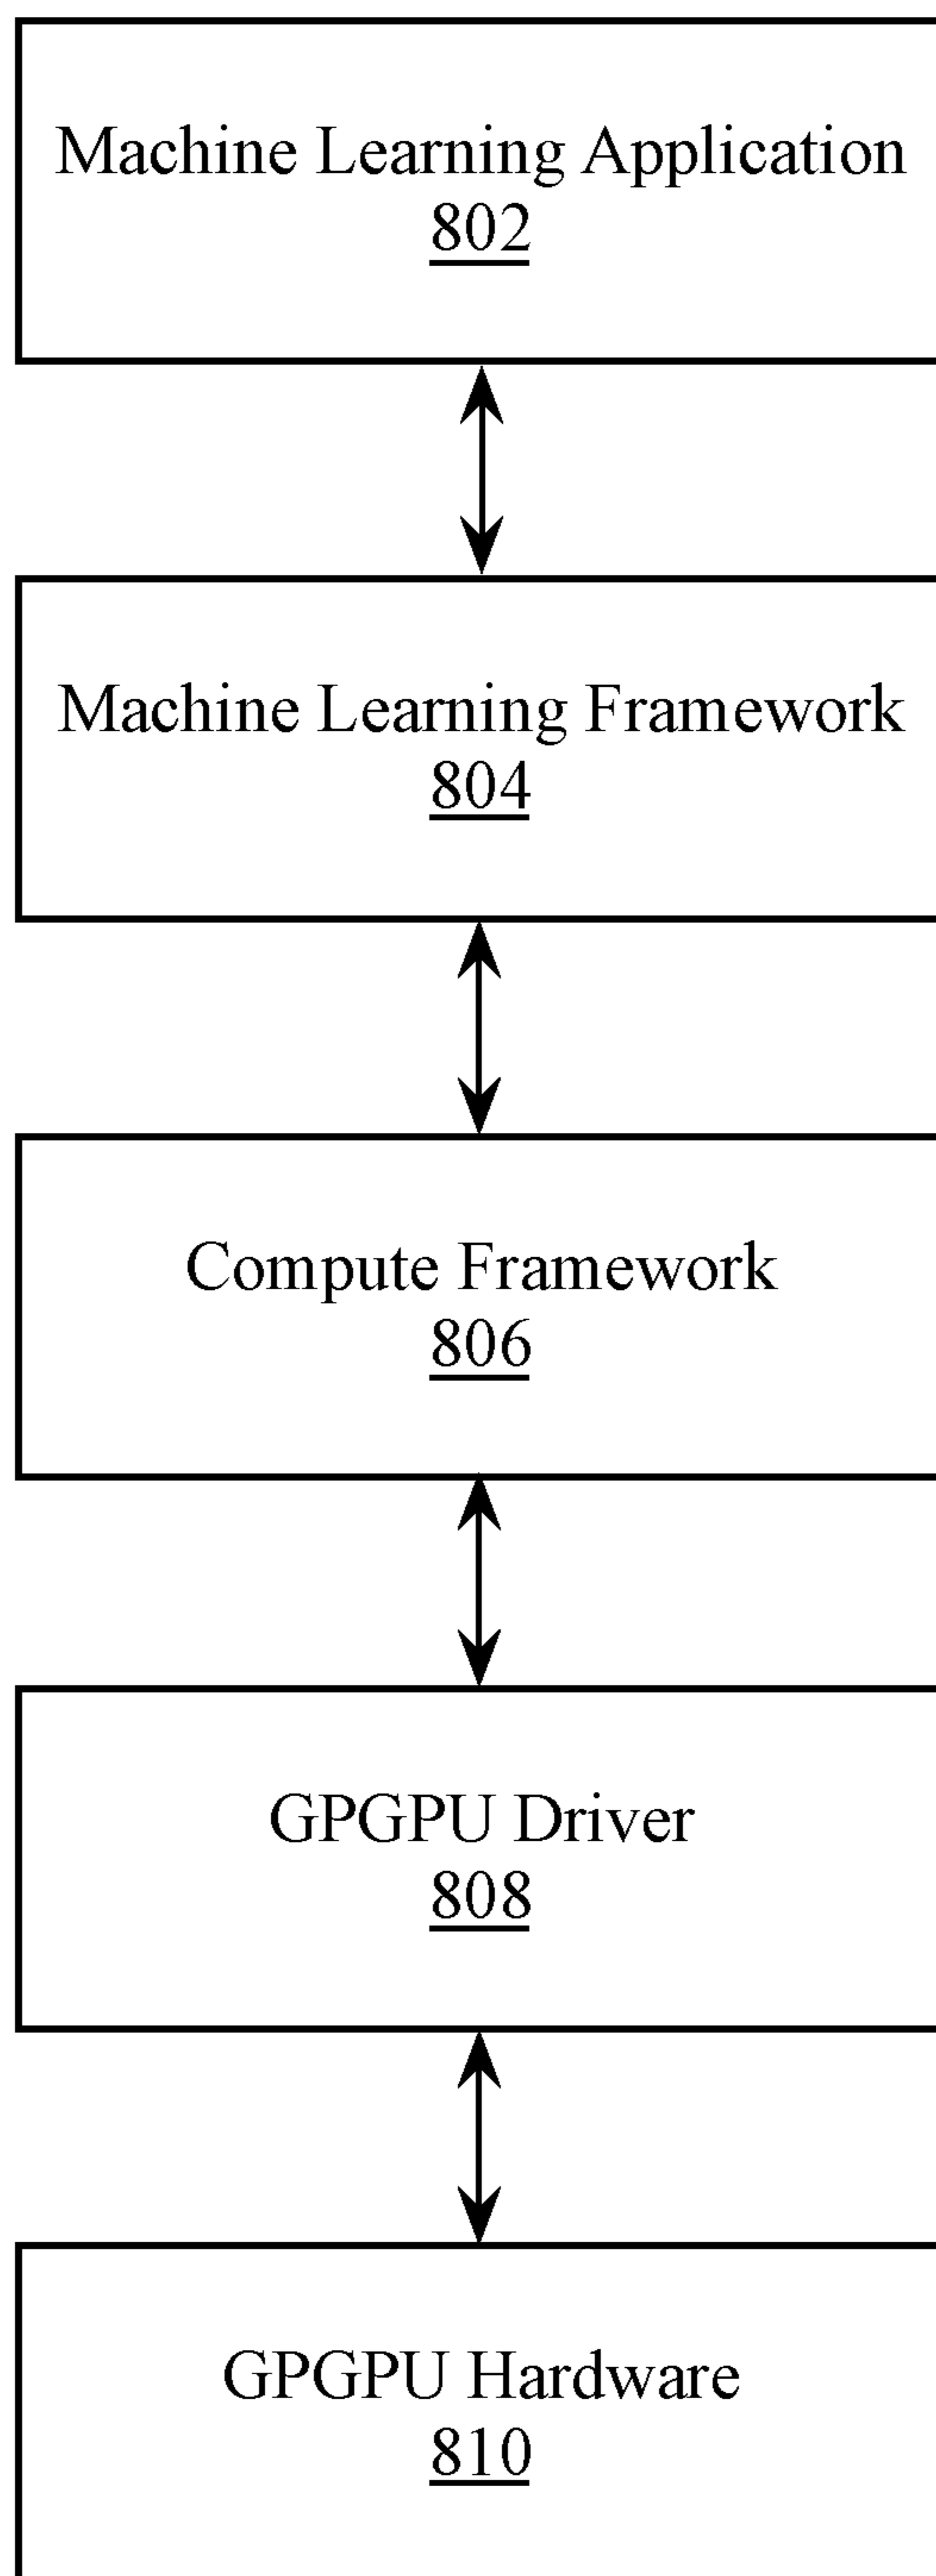 Machine Learning Application
802
Machine Learning Framework
804
Compute Framework
806
GPGPU Driver
808
GPGPU Hardware
810